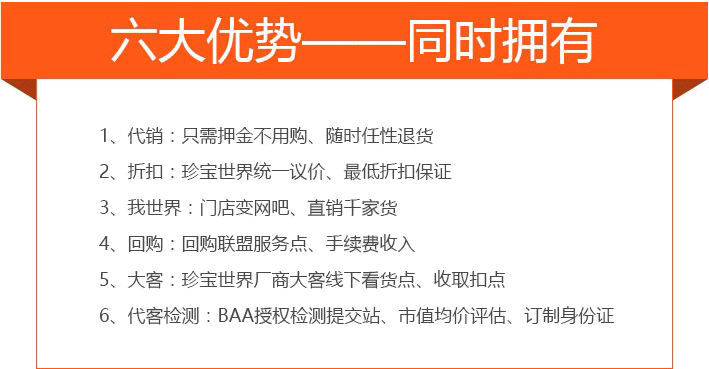 六大优势——同时拥有
1、代销：只需押金不用购、随时任性退货
2、折扣：珍宝世界统一议价、最低折扣保证
3、我世界：门店变网吧、直销千家货
4、回购：回购联盟服务点、手续费收入
5、大客：珍宝世界厂商大客线下看货点、收取扣点
6、代客检测：BAA授权检测提交站、市值均价评估、订制身份证